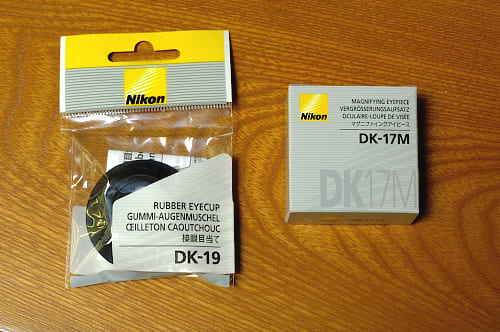 Nikon
RUBBER EYECUP
GUMMI-AUGENMUSCHEL
ŒILLETON CAOUTCHOUC
接眼目当て
DK-19
Nikon
MAGNIFYING EYEPIECE
VERGRÖSSERUNGSAUFSATZ
OCULAIRE-LOUPE DE VISÉE
マグニファイングアイピース
DK-17M
DK17M